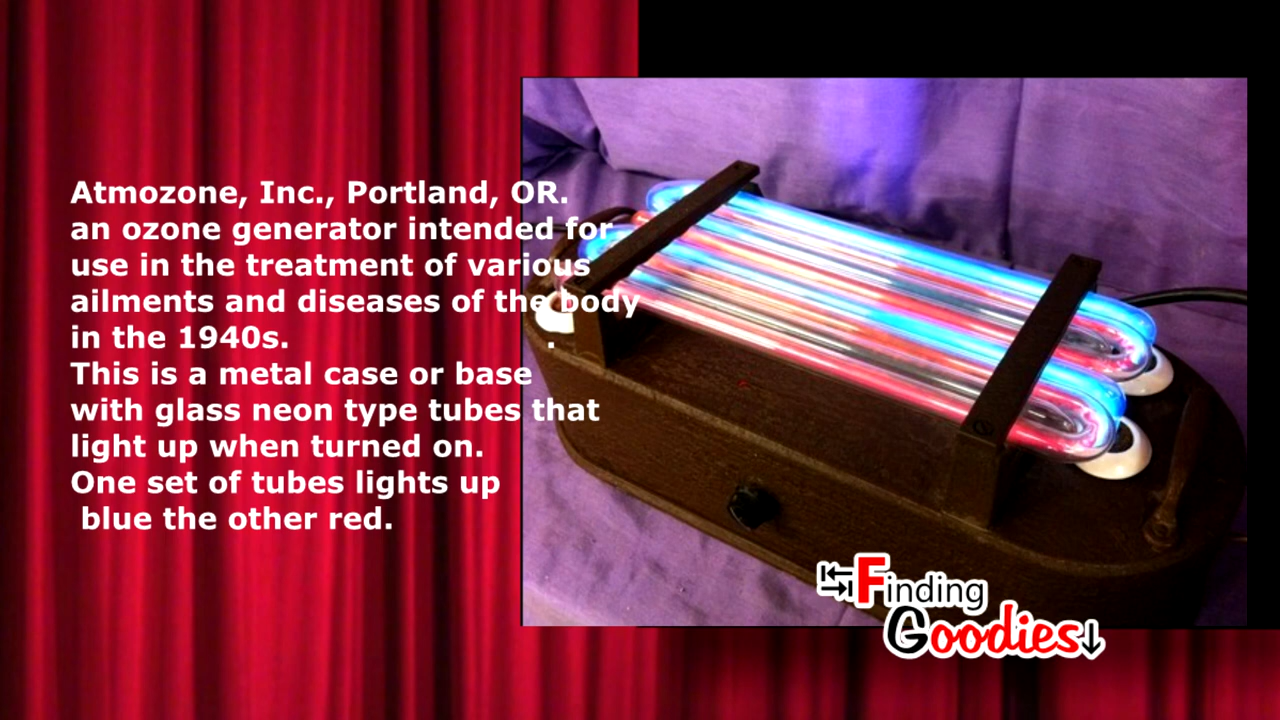 Atmozone, Inc., Portland, OR.
an ozone generator intended for
use in the treatment of various
ailments and diseases of the body
in the 1940s. .
This is a metal case or base
with glass neon type tubes that
light up when turned on.
One set of tubes lights up
blue the other red.
Finding
Goodies